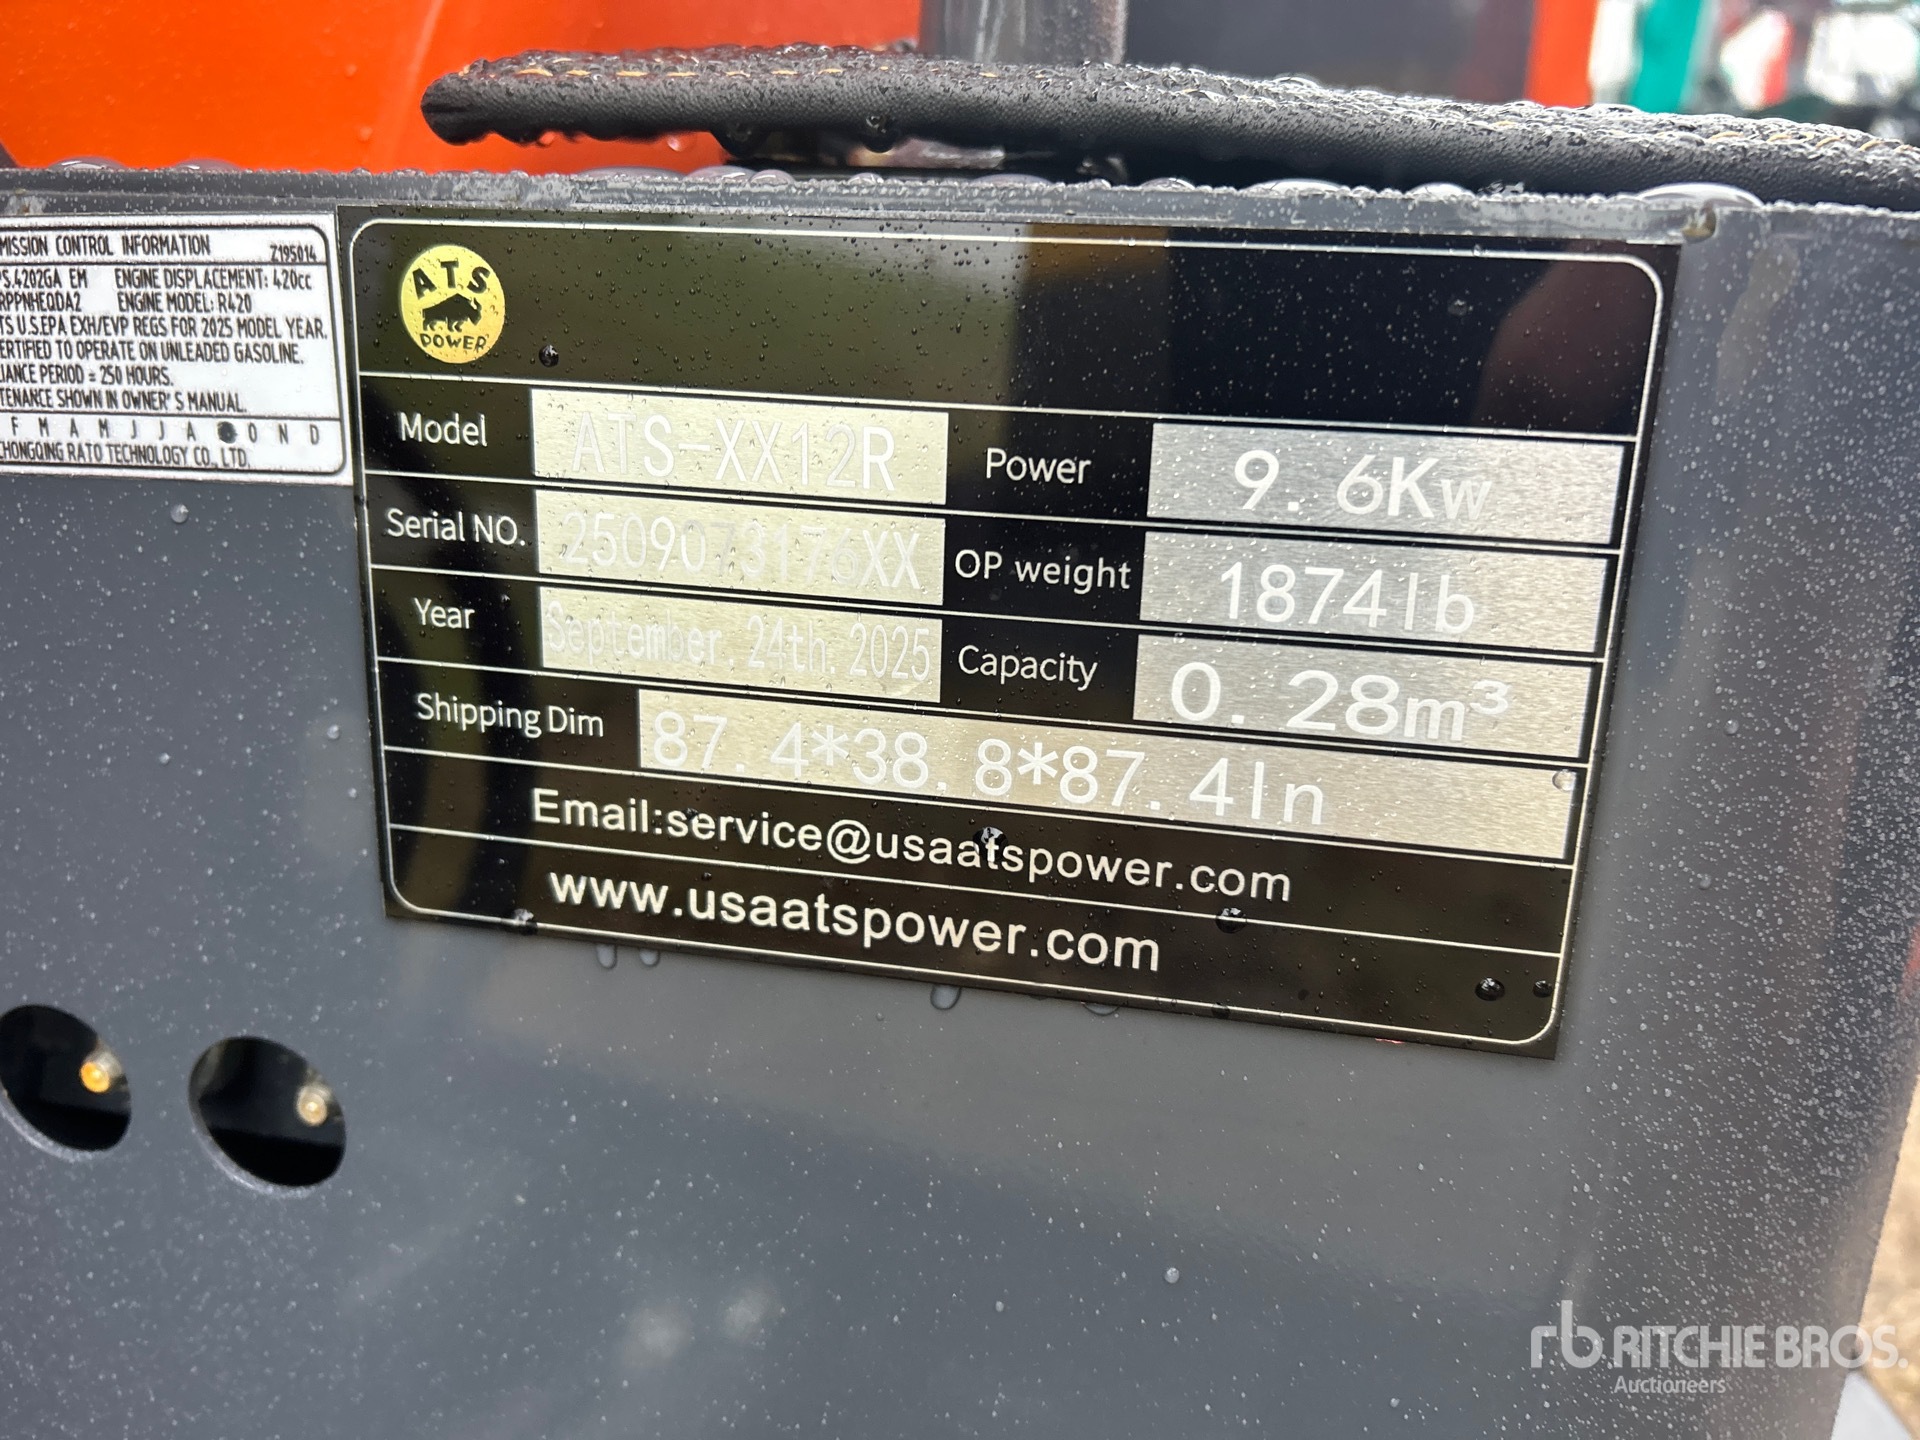 MISSION CONTROL INFORMATION Z195014
PS.4202GA EM ENGINE DISPLACEMENT: 420cc
RPPNHEQDA2 ENGINE MODEL: R420
TS U.S.EPA EXH/EVP REGS FOR 2025 MODEL YEAR.
ERTIFIED TO OPERATE ON UNLEADED GASOLINE.
IANCE PERIOD = 250 HOURS.
TENANCE SHOWN IN OWNER'S MANUAL.
F M A M J J A O N D
CHONGQING RATO TECHNOLOGY CO., LTD.
A.T.S
POWER
Model ATS-XX12R Power 9.6Kw
Serial NO. 2509073176XX OP weight 1874lb
Year September.24th.2025 Capacity 0.28m³
Shipping Dim 87.4*38.8*87.4In
Email:service@usaatspower.com
www.usaatspower.com
rb RITCHIE BROS.
Auctioneers